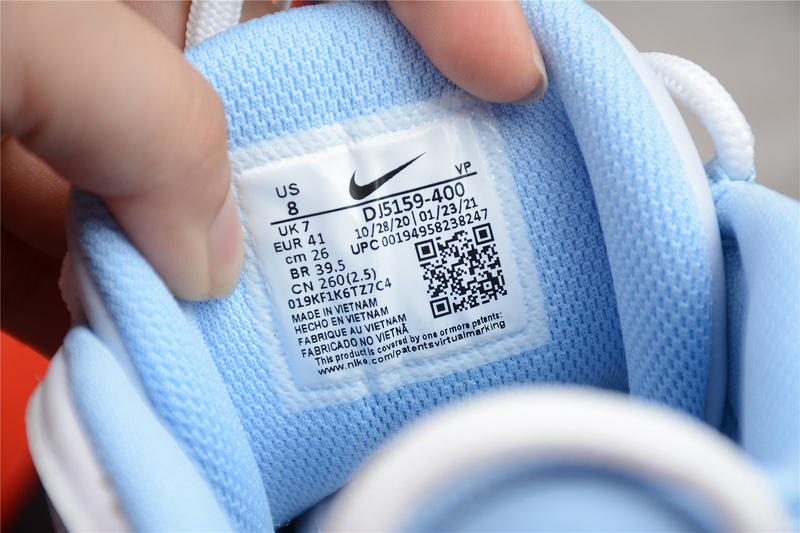 US
8
VP
DJ5159-400
UK 7
10/28/20 | 01/23/21
EUR 41
UPC 00194958238247
cm 26
BR 39.5
CN 260(2.5)
019KF1K6TZ7C4
MADE IN VIETNAM
HECHO EN VIETNAM
FABRIQUE AU VIETNAM
FABRICADO NO VIETNÃ
This product is covered by one or more patents:
www.nike.com/patentsvirtualmarking